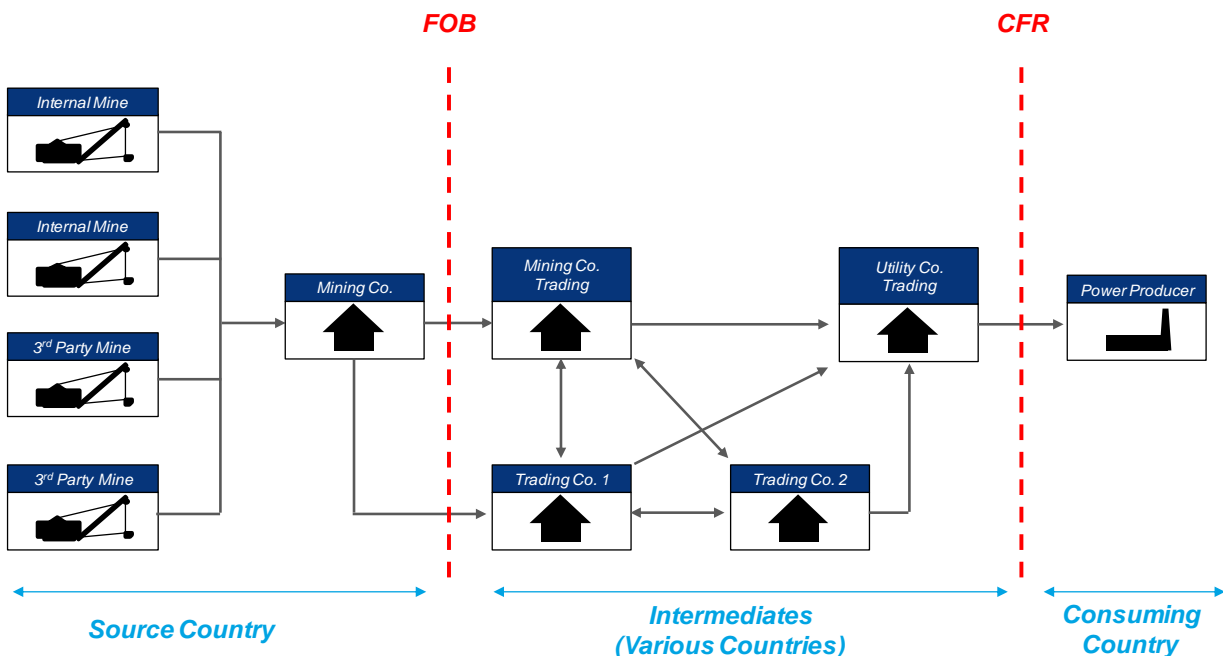 FOB
CFR
Internal Mine
Internal Mine
3rd Party Mine
3rd Party Mine
Mining Co.
Mining Co.
Trading
Utility Co.
Trading
Power Producer
Trading Co. 1
Trading Co. 2
Source Country
Intermediates
(Various Countries)
Consuming
Country